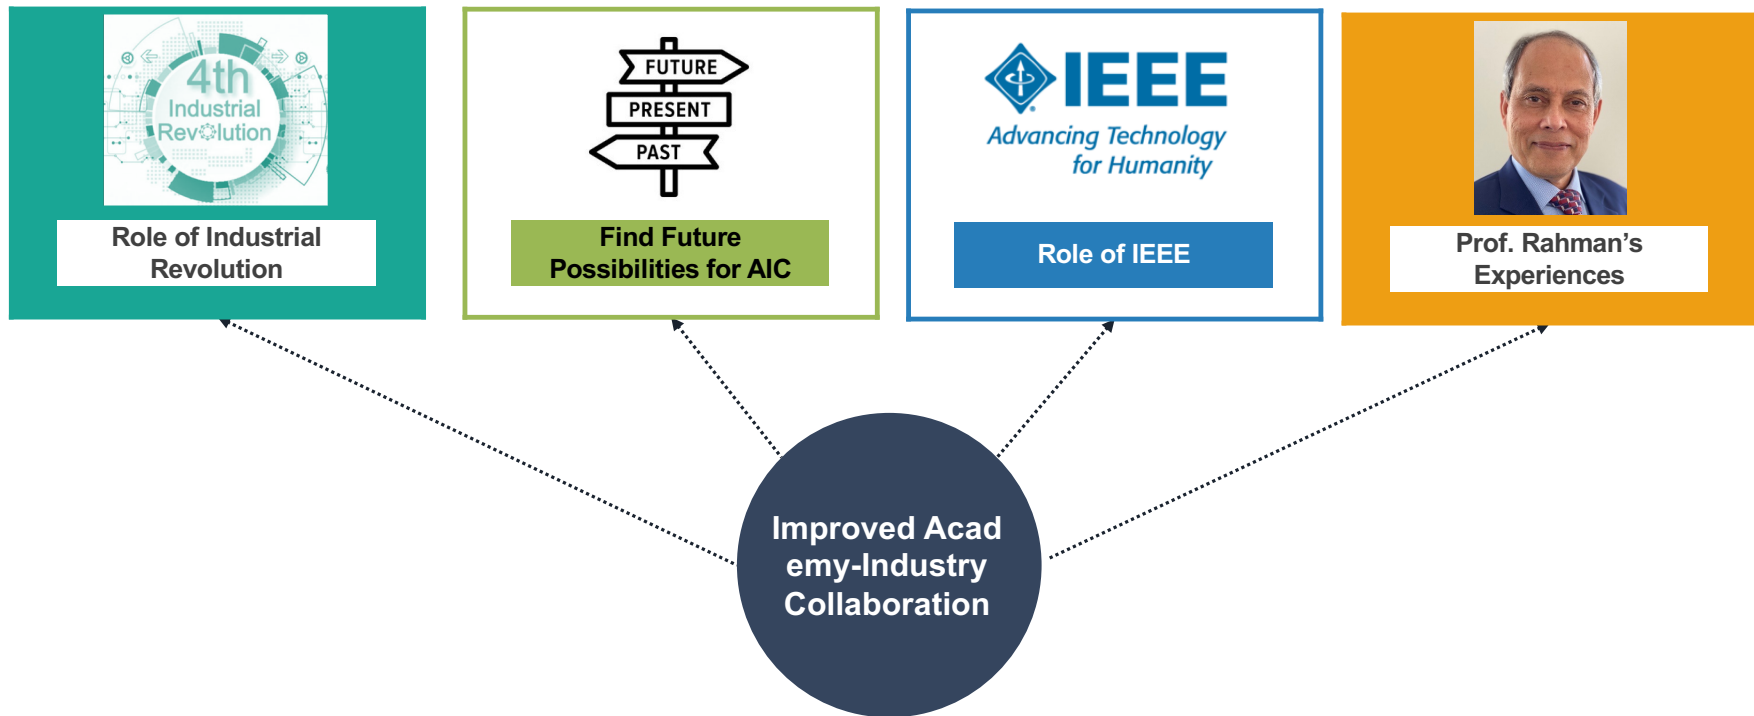 4th
Industrial
Revolution
Role of Industrial
Revolution
FUTURE
PRESENT
PAST
Find Future
Possibilities for AIC
IEEE
Advancing Technology
for Humanity
Role of IEEE
Prof. Rahman’s
Experiences
Improved Acad
emy-Industry
Collaboration